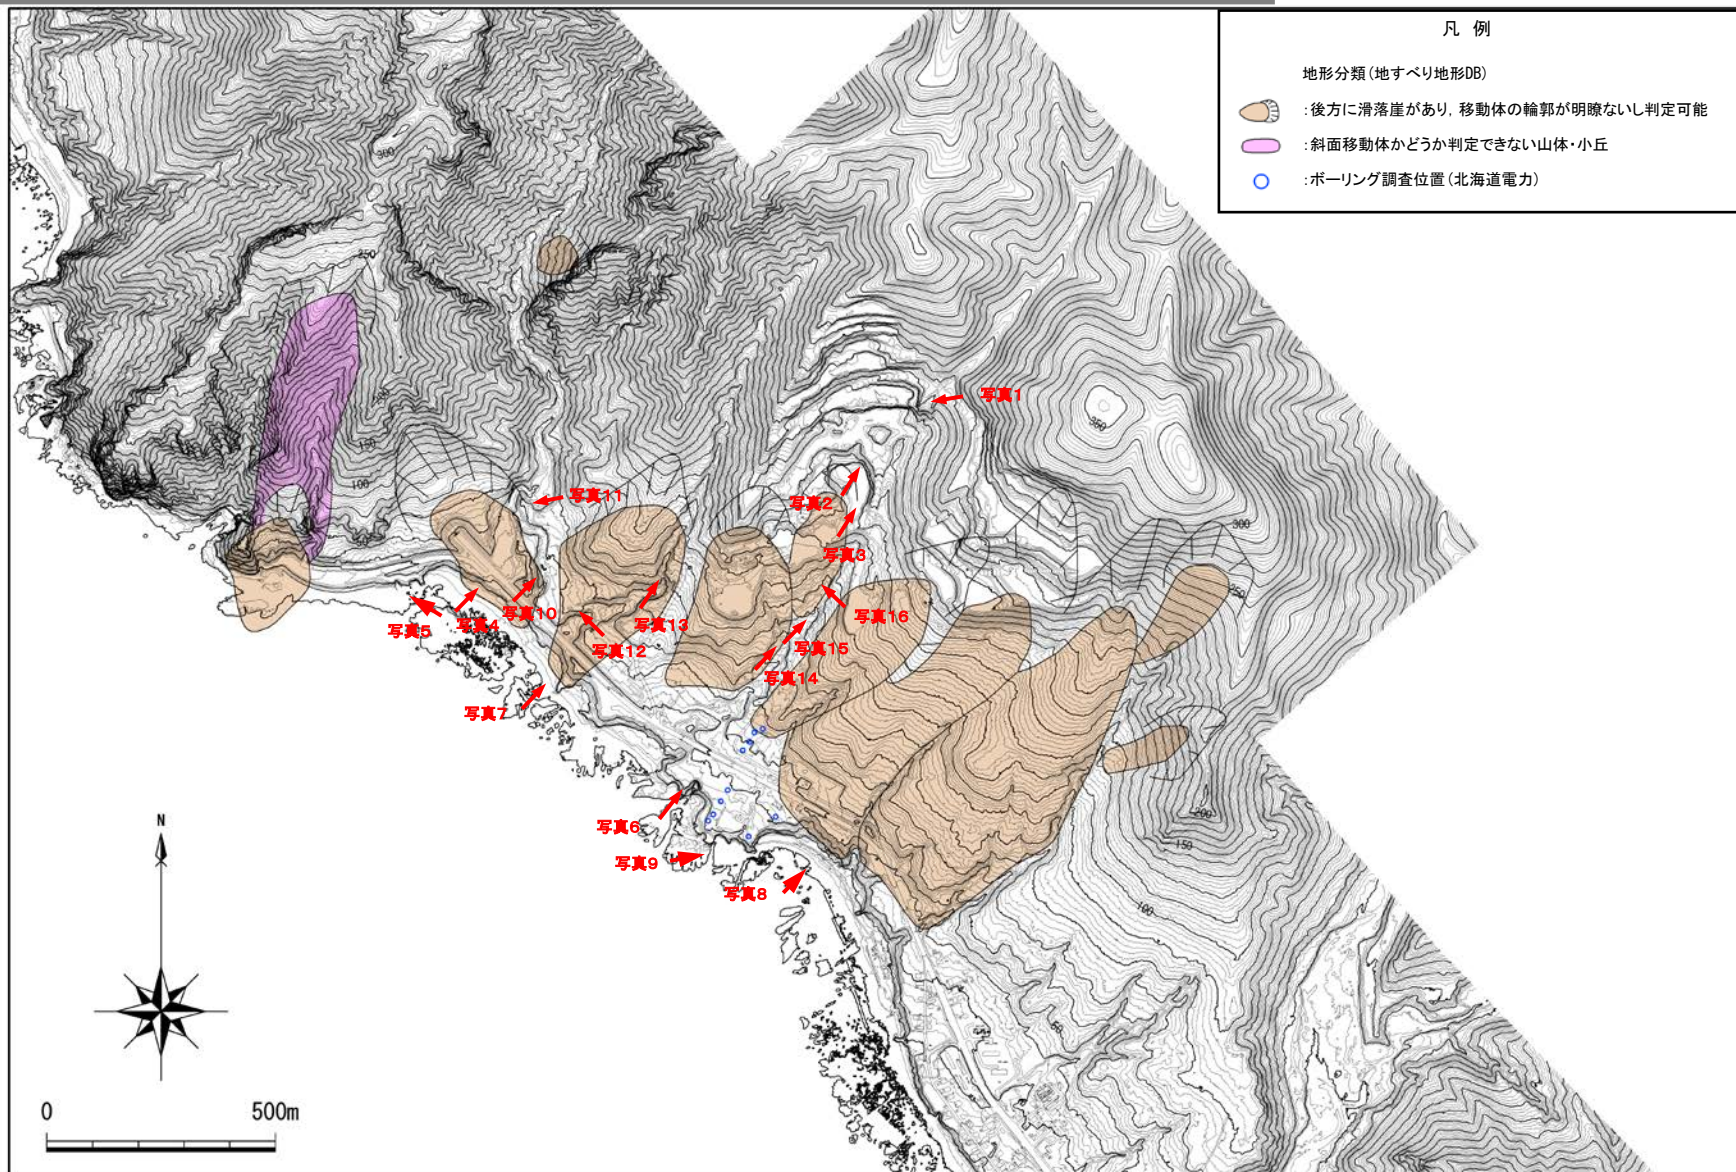 凡 例
地形分類(地すべり地形DB)
:後方に滑落崖があり,移動体の輪郭が明瞭ないし判定可能
:斜面移動体かどうか判定できない山体・小丘
:ボーリング調査位置(北海道電力)
300
250
200
150
100
写真1
350
写真11
写真2
写真3
300
250
写真5
写真4
写真10
写真13
写真12
写真16
写真15
写真14
写真7
写真6
写真9
写真8
200
150
100
50
N
0
500m